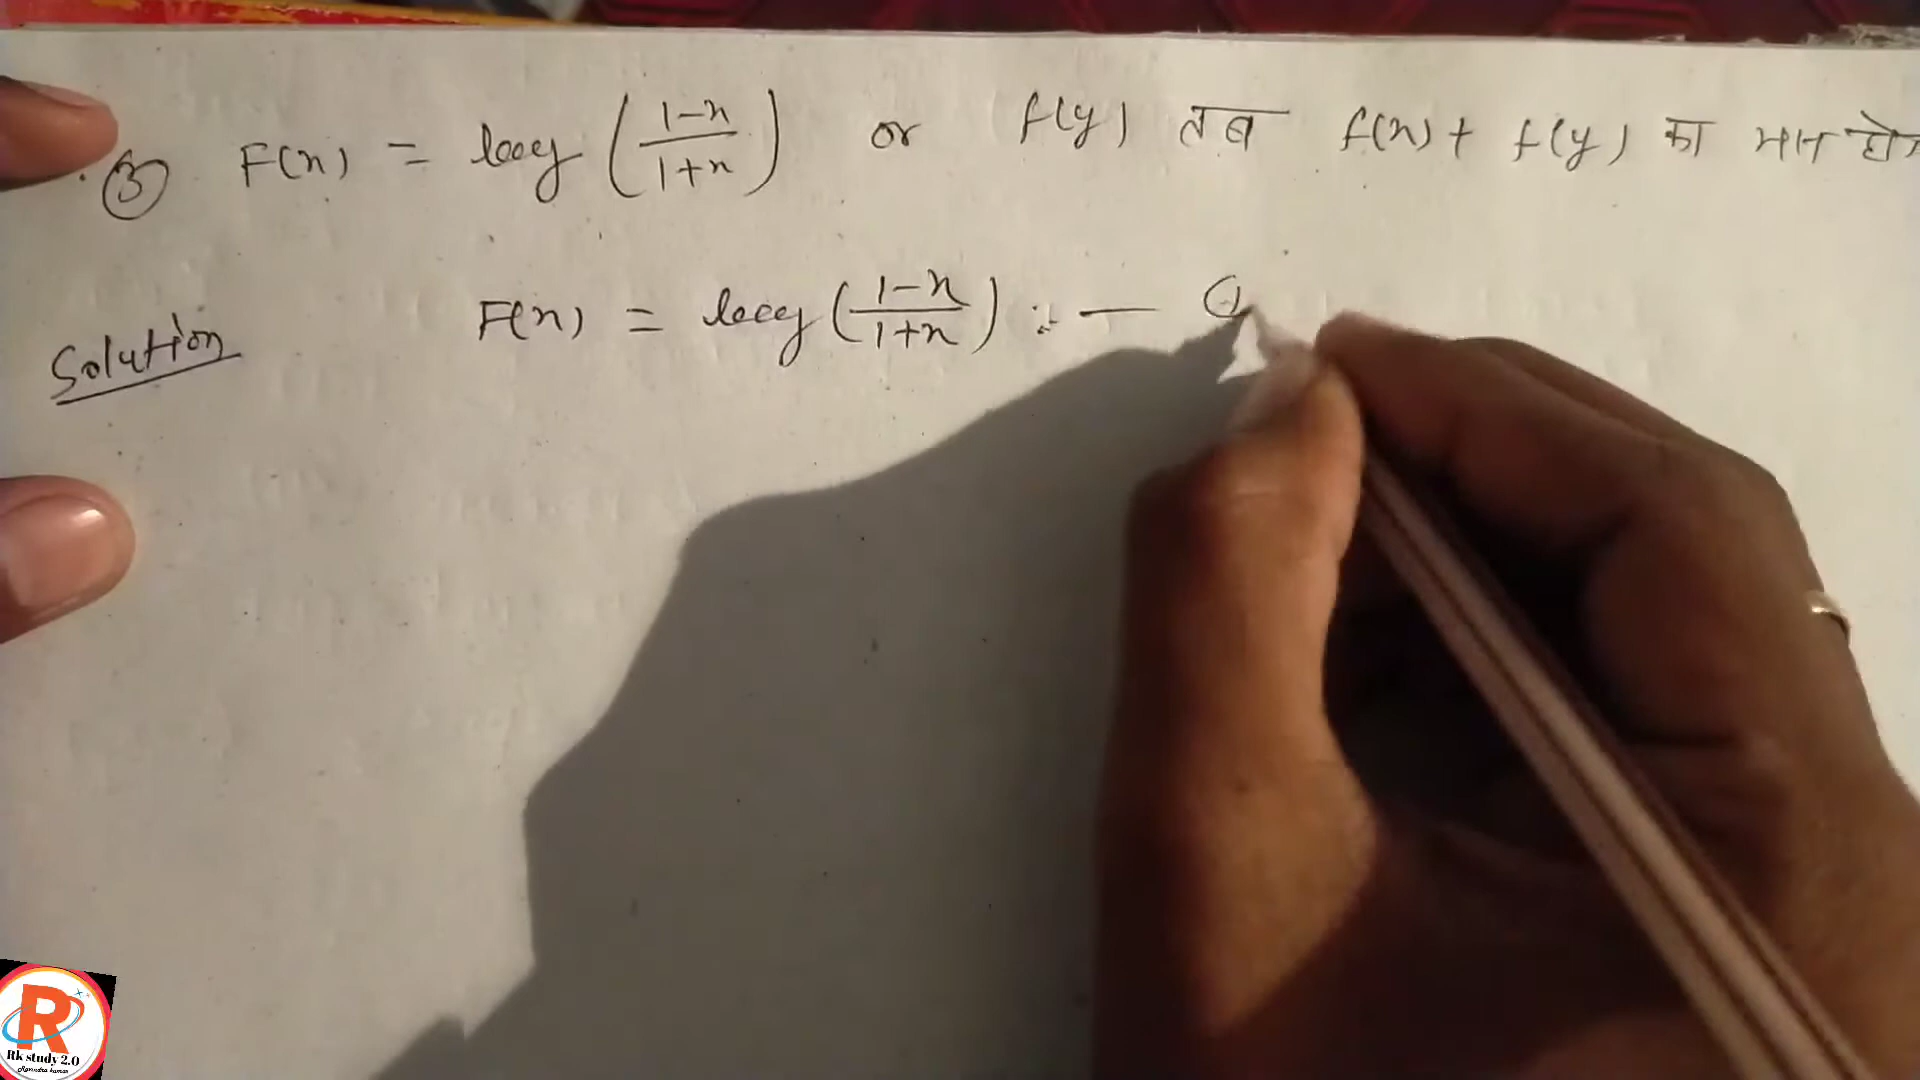 ③ F(x) = log (1-x / 1+x) or f(y) तब f(x) + f(y) का मान
Solution F(x) = log (1-x / 1+x) : — ①
R
Rk study 2.0